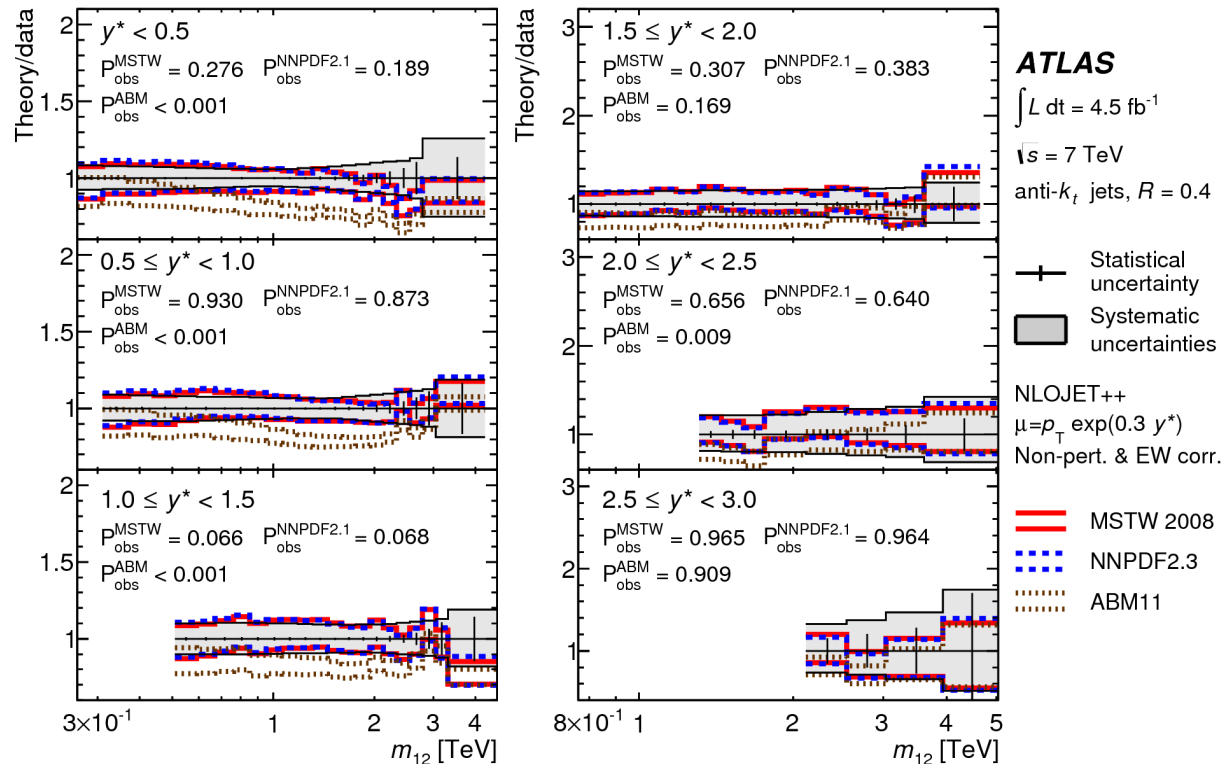 Theory/data
2
1.5
1
y* < 0.5
P_obs^MSTW = 0.276 P_obs^NNPDF2.1 = 0.189
P_obs^ABM < 0.001
2
1.5
1
0.5 ≤ y* < 1.0
P_obs^MSTW = 0.930 P_obs^NNPDF2.1 = 0.873
P_obs^ABM < 0.001
2
1.5
1
1.0 ≤ y* < 1.5
P_obs^MSTW = 0.066 P_obs^NNPDF2.1 = 0.068
P_obs^ABM < 0.001
3×10⁻¹ 1 2 3 4
m₁₂ [TeV]
Theory/data
3
2
1
1.5 ≤ y* < 2.0
P_obs^MSTW = 0.307 P_obs^NNPDF2.1 = 0.383
P_obs^ABM = 0.169
3
2
1
2.0 ≤ y* < 2.5
P_obs^MSTW = 0.656 P_obs^NNPDF2.1 = 0.640
P_obs^ABM = 0.009
3
2
1
2.5 ≤ y* < 3.0
P_obs^MSTW = 0.965 P_obs^NNPDF2.1 = 0.964
P_obs^ABM = 0.909
8×10⁻¹ 1 2 3 4 5
m₁₂ [TeV]
ATLAS
∫ L dt = 4.5 fb⁻¹
√s = 7 TeV
anti-kₜ jets, R = 0.4
Statistical
uncertainty
Systematic
uncertainties
NLOJET++
μ=p_T exp(0.3 y*)
Non-pert. & EW corr.
MSTW 2008
NNPDF2.3
ABM11